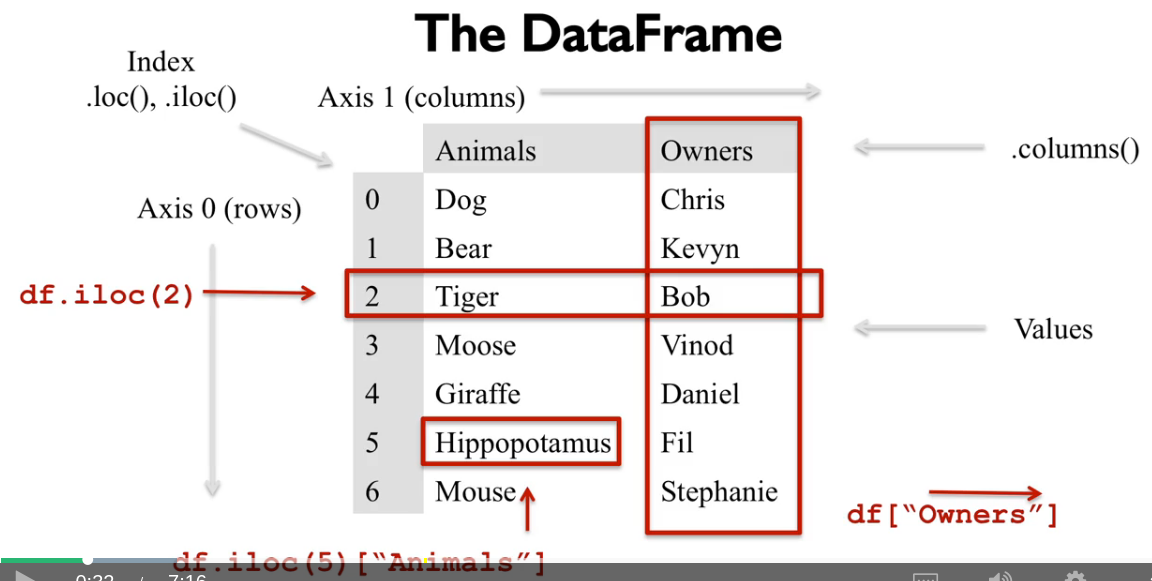 The DataFrame
Index
.loc(), .iloc()
Axis 1 (columns)
Animals Owners
.columns()
Axis 0 (rows)
0 Dog Chris
1 Bear Kevyn
df.iloc(2)
2 Tiger Bob
Values
3 Moose Vinod
4 Giraffe Daniel
5 Hippopotamus Fil
6 Mouse Stephanie
df[“Owners”]
df.iloc(5)[“Animals”]
0:32 / 7:16